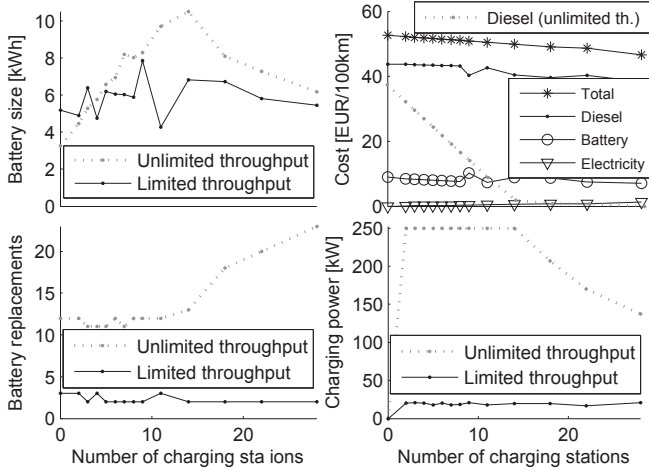 Battery size [kWh]
10
8
6
4
2
0
Unlimited throughput
Limited throughput
Cost [EUR/100km]
60
40
20
0
Diesel (unlimited th.)
Total
Diesel
Battery
Electricity
Battery replacements
20
15
10
5
0
Unlimited throughput
Limited throughput
0
10
20
Number of charging sta ions
Charging power [kW]
250
200
150
100
50
0
Unlimited throughput
Limited throughput
0
10
20
Number of charging stations